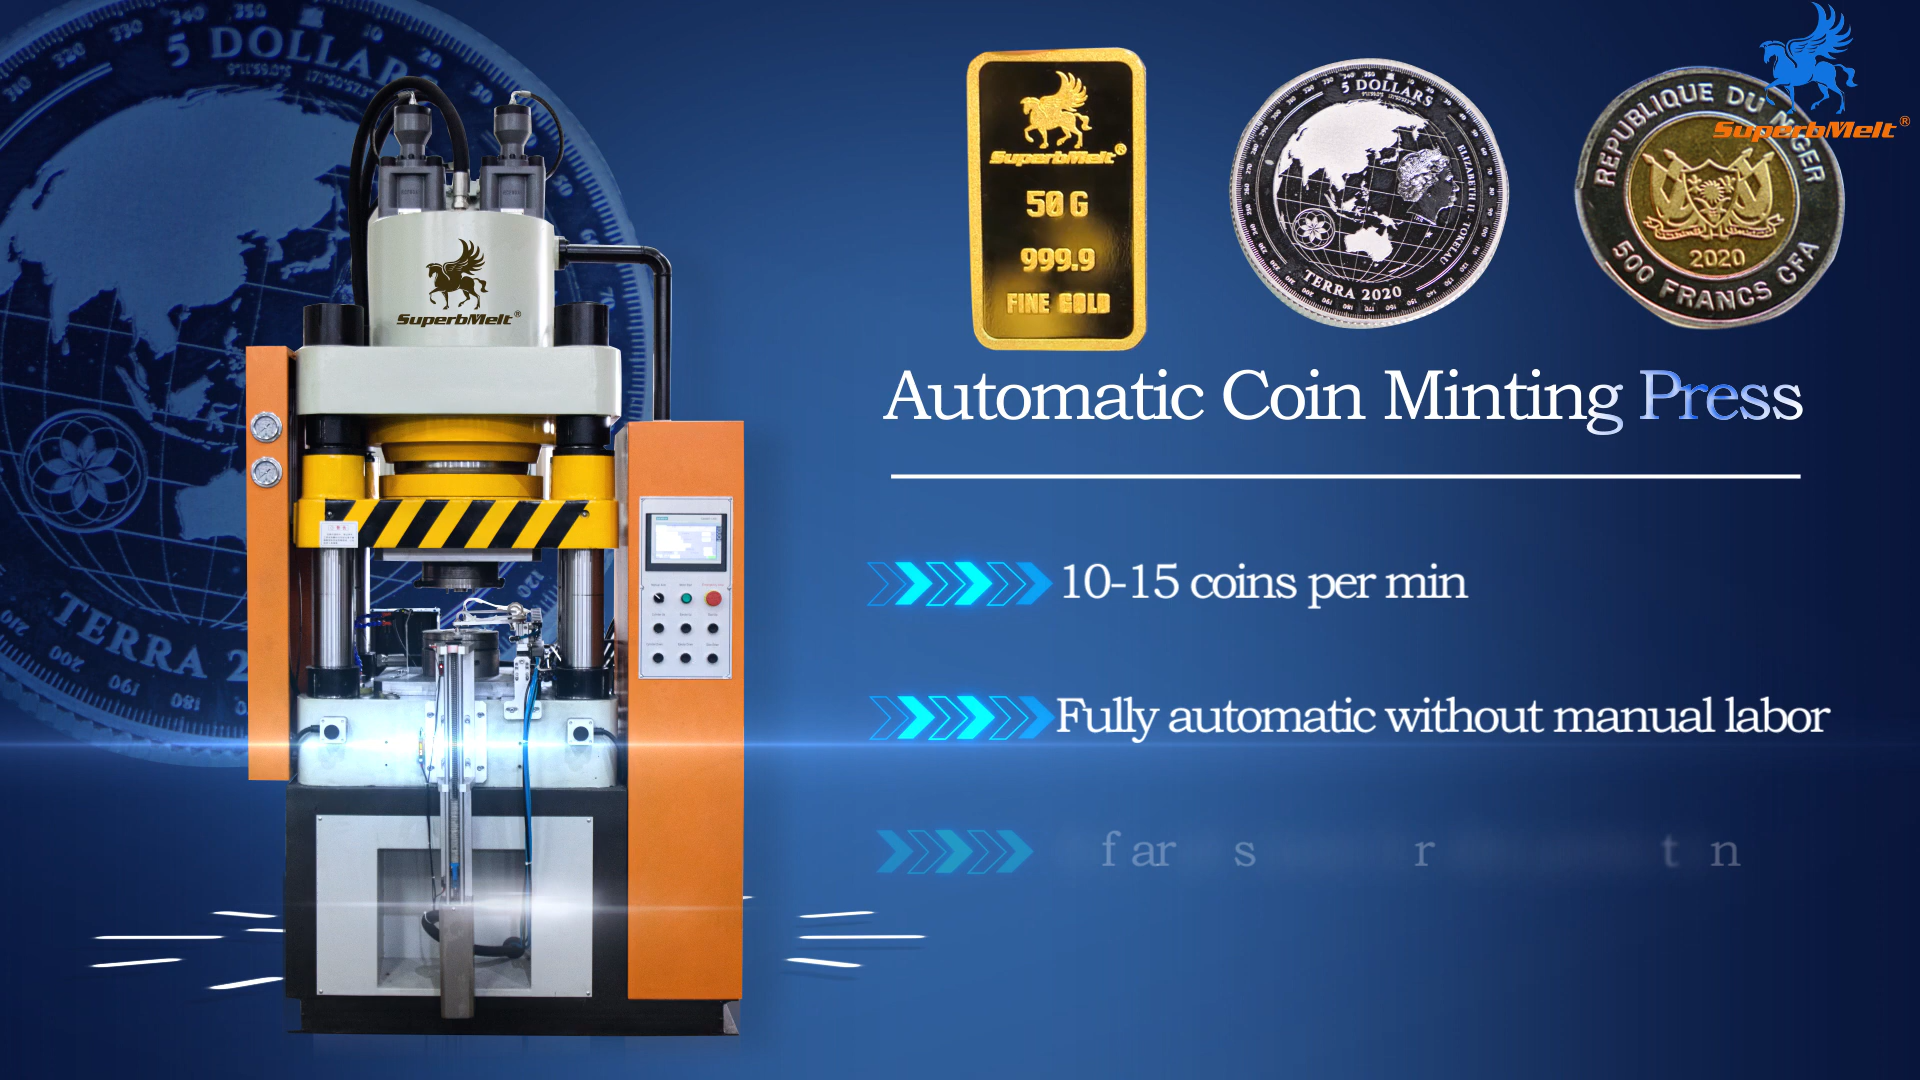 5 DOLLARS
TERRA 2
SuperbMelt®
SuperbMelt®
50 G
999.9
FINE GOLD
5 DOLLARS
ELIZABETH II · TOKELAU
TERRA 2020
REPUBLIQUE DU NIGER
2020
500 FRANCS CFA
SuperbMelt®
Automatic Coin Minting Press
10-15 coins per min
Fully automatic without manual labor